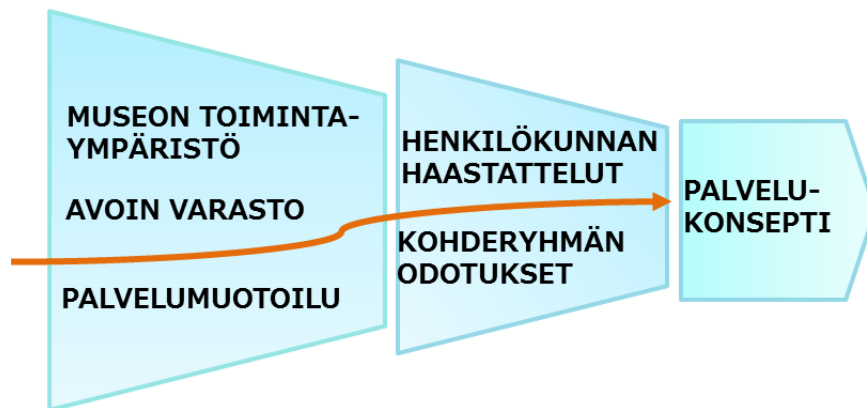 MUSEON TOIMINTA-
YMPÄRISTÖ
AVOIN VARASTO
PALVELUMUOTOILU
HENKILÖKUNNAN
HAASTATTELUT
KOHDERYHMÄN
ODOTUKSET
PALVELU-
KONSEPTI